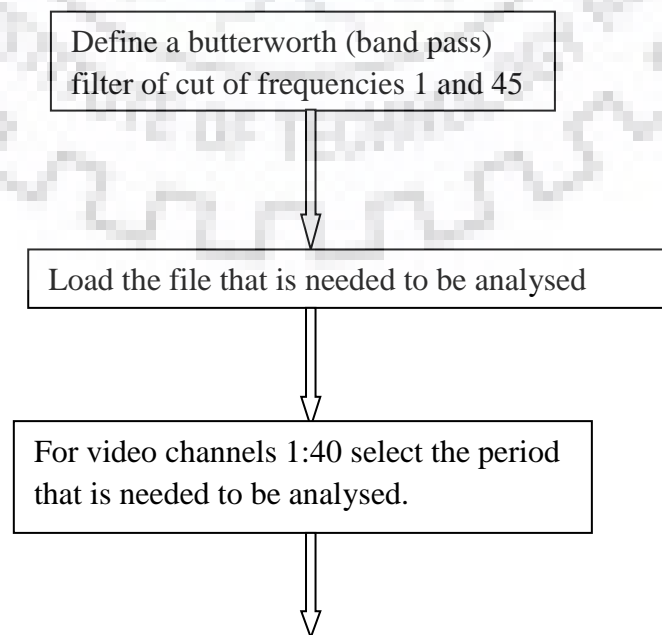 Define a butterworth (band pass)
filter of cut of frequencies 1 and 45
Load the file that is needed to be analysed
For video channels 1:40 select the period
that is needed to be analysed.